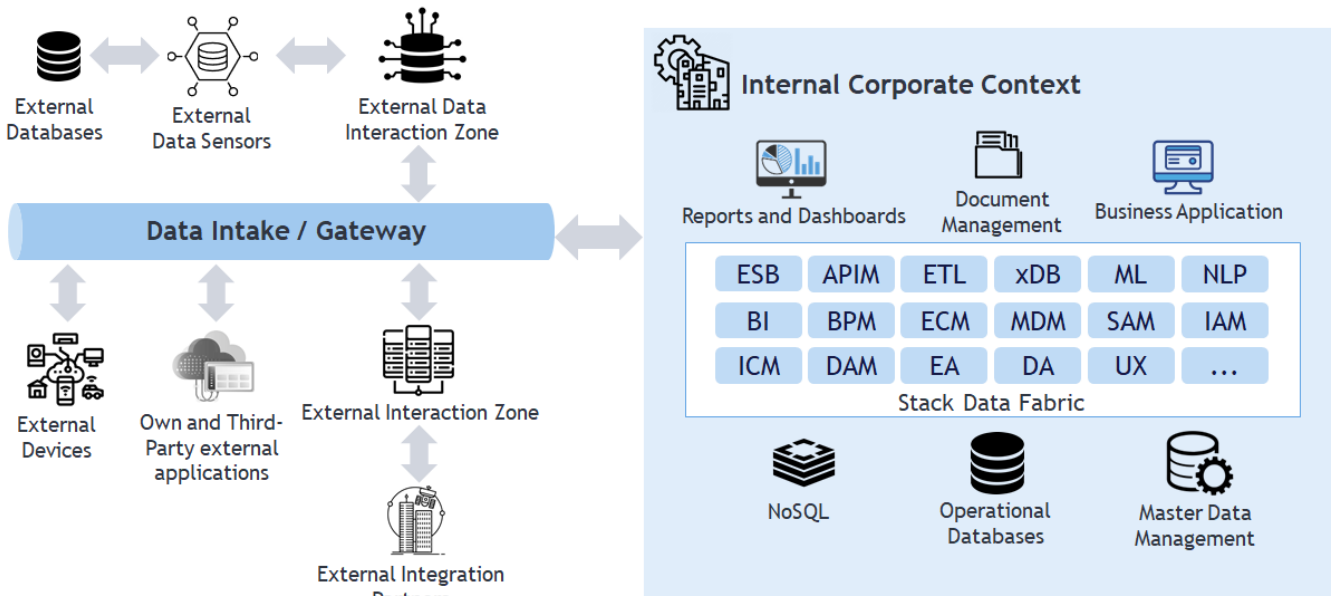 External
Databases
External
Data Sensors
External Data
Interaction Zone
Data Intake / Gateway
External
Devices
Own and Third-
Party external
applications
External Interaction Zone
External Integration
Internal Corporate Context
Reports and Dashboards
Document
Management
Business Application
ESB
APIM
ETL
xDB
ML
NLP
BI
BPM
ECM
MDM
SAM
IAM
ICM
DAM
EA
DA
UX
...
Stack Data Fabric
NoSQL
Operational
Databases
Master Data
Management